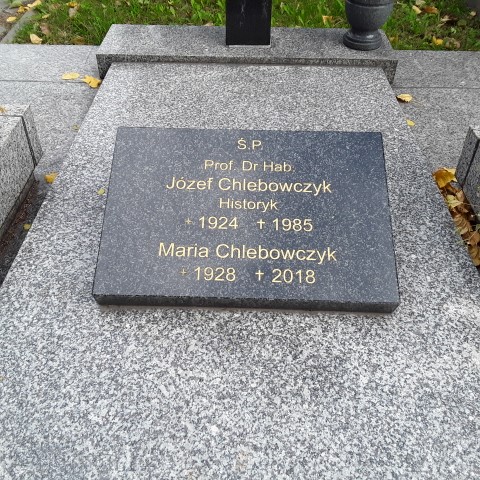 Ś.P.
Prof. Dr Hab.
Józef Chlebowczyk
Historyk
* 1924 † 1985
Maria Chlebowczyk
* 1928 † 2018